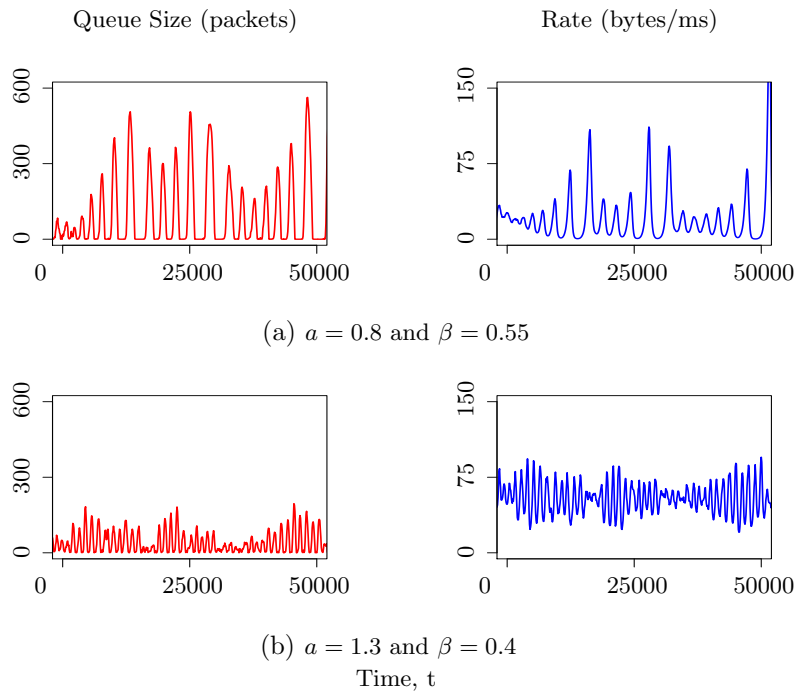 Queue Size (packets) Rate (bytes/ms)
600 150
300 75
0 0
0 25000 50000 0 25000 50000
(a) a = 0.8 and β = 0.55
600 150
300 75
0 0
0 25000 50000 0 25000 50000
(b) a = 1.3 and β = 0.4
Time, t